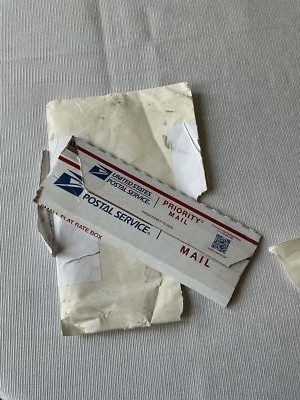 UNITED STATES
POSTAL SERVICE®
PRIORITY®
MAIL
POSTAL SERVICE®
FLAT RATE BOX
MAIL